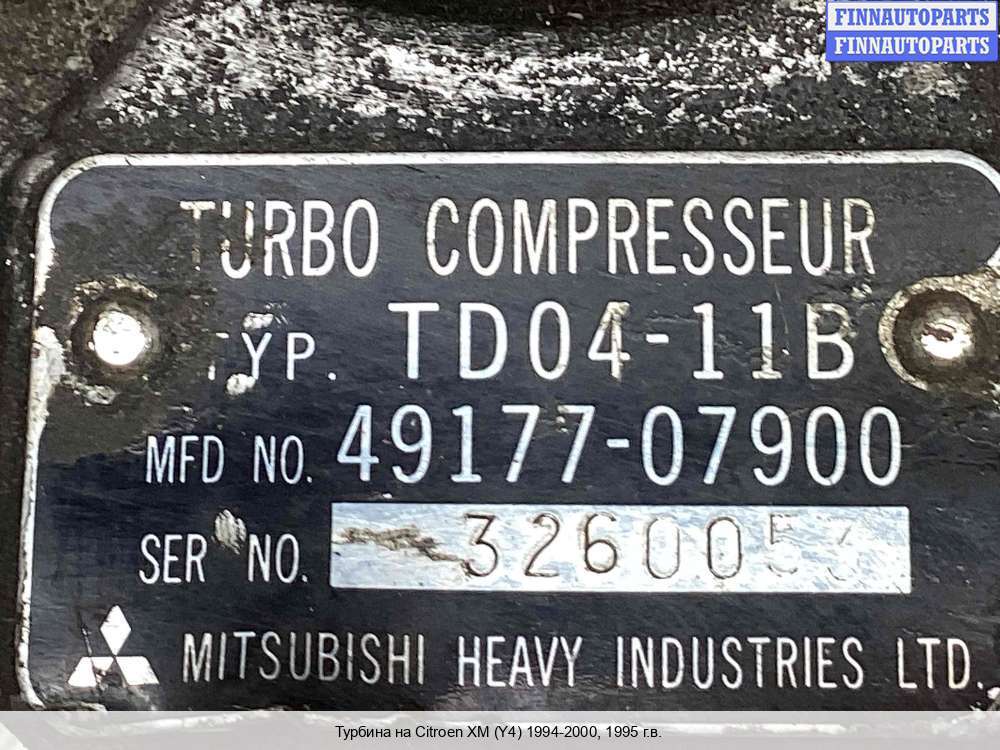 FINNAUTOPARTS
FINNAUTOPARTS
TURBO COMPRESSEUR
TYP. TD04-11B
MFD NO. 49177-07900
SER NO. 3260053
MITSUBISHI HEAVY INDUSTRIES LTD.
Турбина на Citroen XM (Y4) 1994-2000, 1995 г.в.